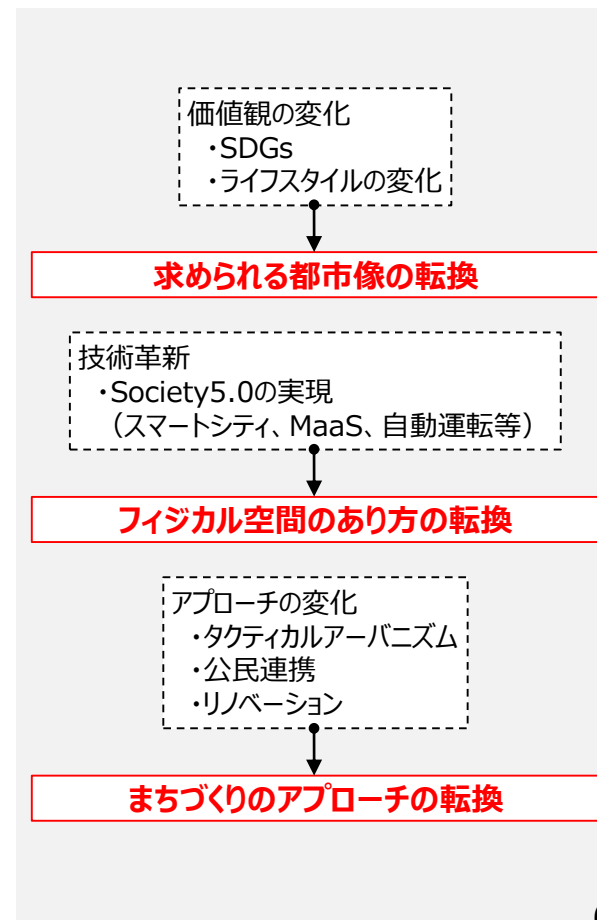 価値観の変化
・SDGs
・ライフスタイルの変化
求められる都市像の転換
技術革新
・Society5.0の実現
（スマートシティ、MaaS、自動運転等）
フィジカル空間のあり方の転換
アプローチの変化
・タクティカルアーバニズム
・公民連携
・リノベーション
まちづくりのアプローチの転換